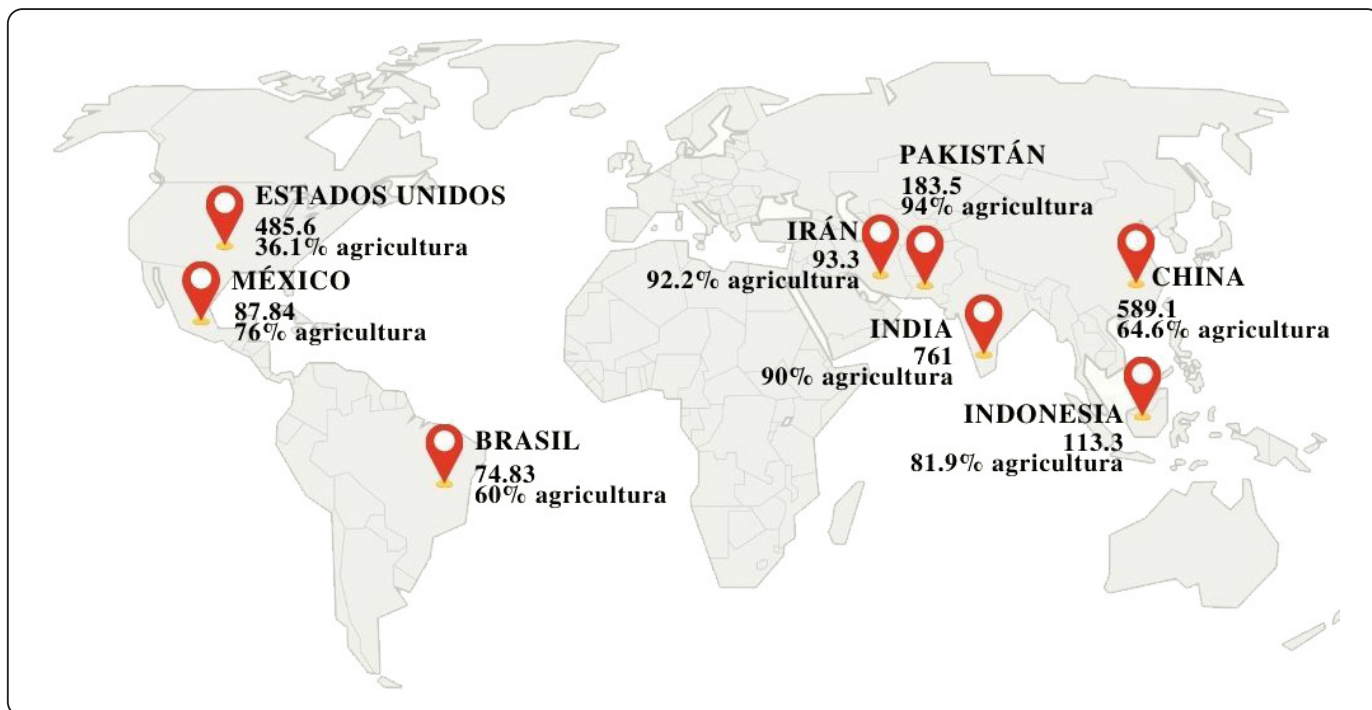 ESTADOS UNIDOS
485.6
36.1% agricultura
MÉXICO
87.84
76% agricultura
BRASIL
74.83
60% agricultura
PAKISTÁN
183.5
94% agricultura
IRÁN
93.3
92.2% agricultura
INDIA
761
90% agricultura
CHINA
589.1
64.6% agricultura
INDONESIA
113.3
81.9% agricultura